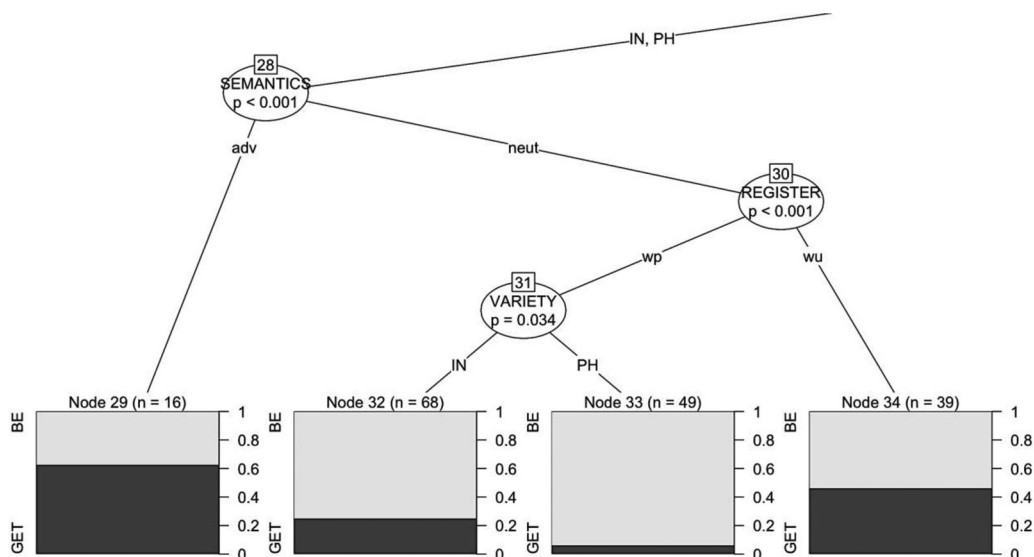 IN, PH
28
SEMANTICS
p < 0.001
adv
neut
30
REGISTER
p < 0.001
wp
wu
31
VARIETY
p = 0.034
IN
PH
Node 29 (n = 16)
BE
GET
1
0.8
0.6
0.4
0.2
0
Node 32 (n = 68)
BE
GET
1
0.8
0.6
0.4
0.2
0
Node 33 (n = 49)
BE
GET
1
0.8
0.6
0.4
0.2
0
Node 34 (n = 39)
BE
GET
1
0.8
0.6
0.4
0.2
0